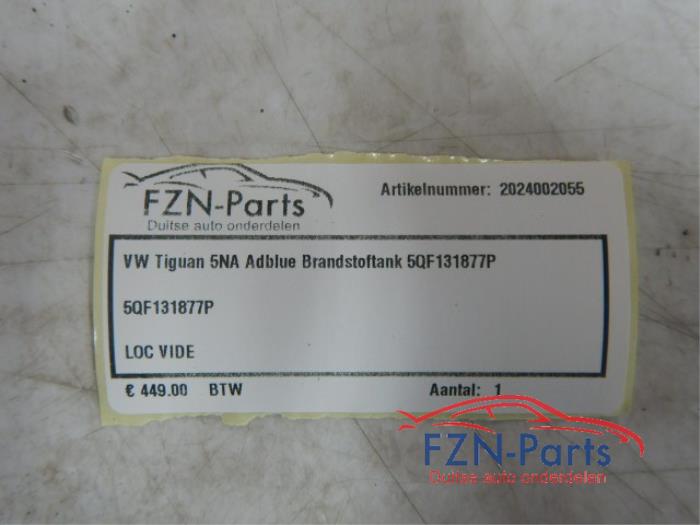 FZN-Parts
Duitse auto onderdelen
Artikelnummer: 2024002055
VW Tiguan 5NA Adblue Brandstoftank 5QF131877P
5QF131877P
LOC VIDE
€ 449.00 BTW
Aantal: 1
FZN-Parts
Duitse auto onderdelen